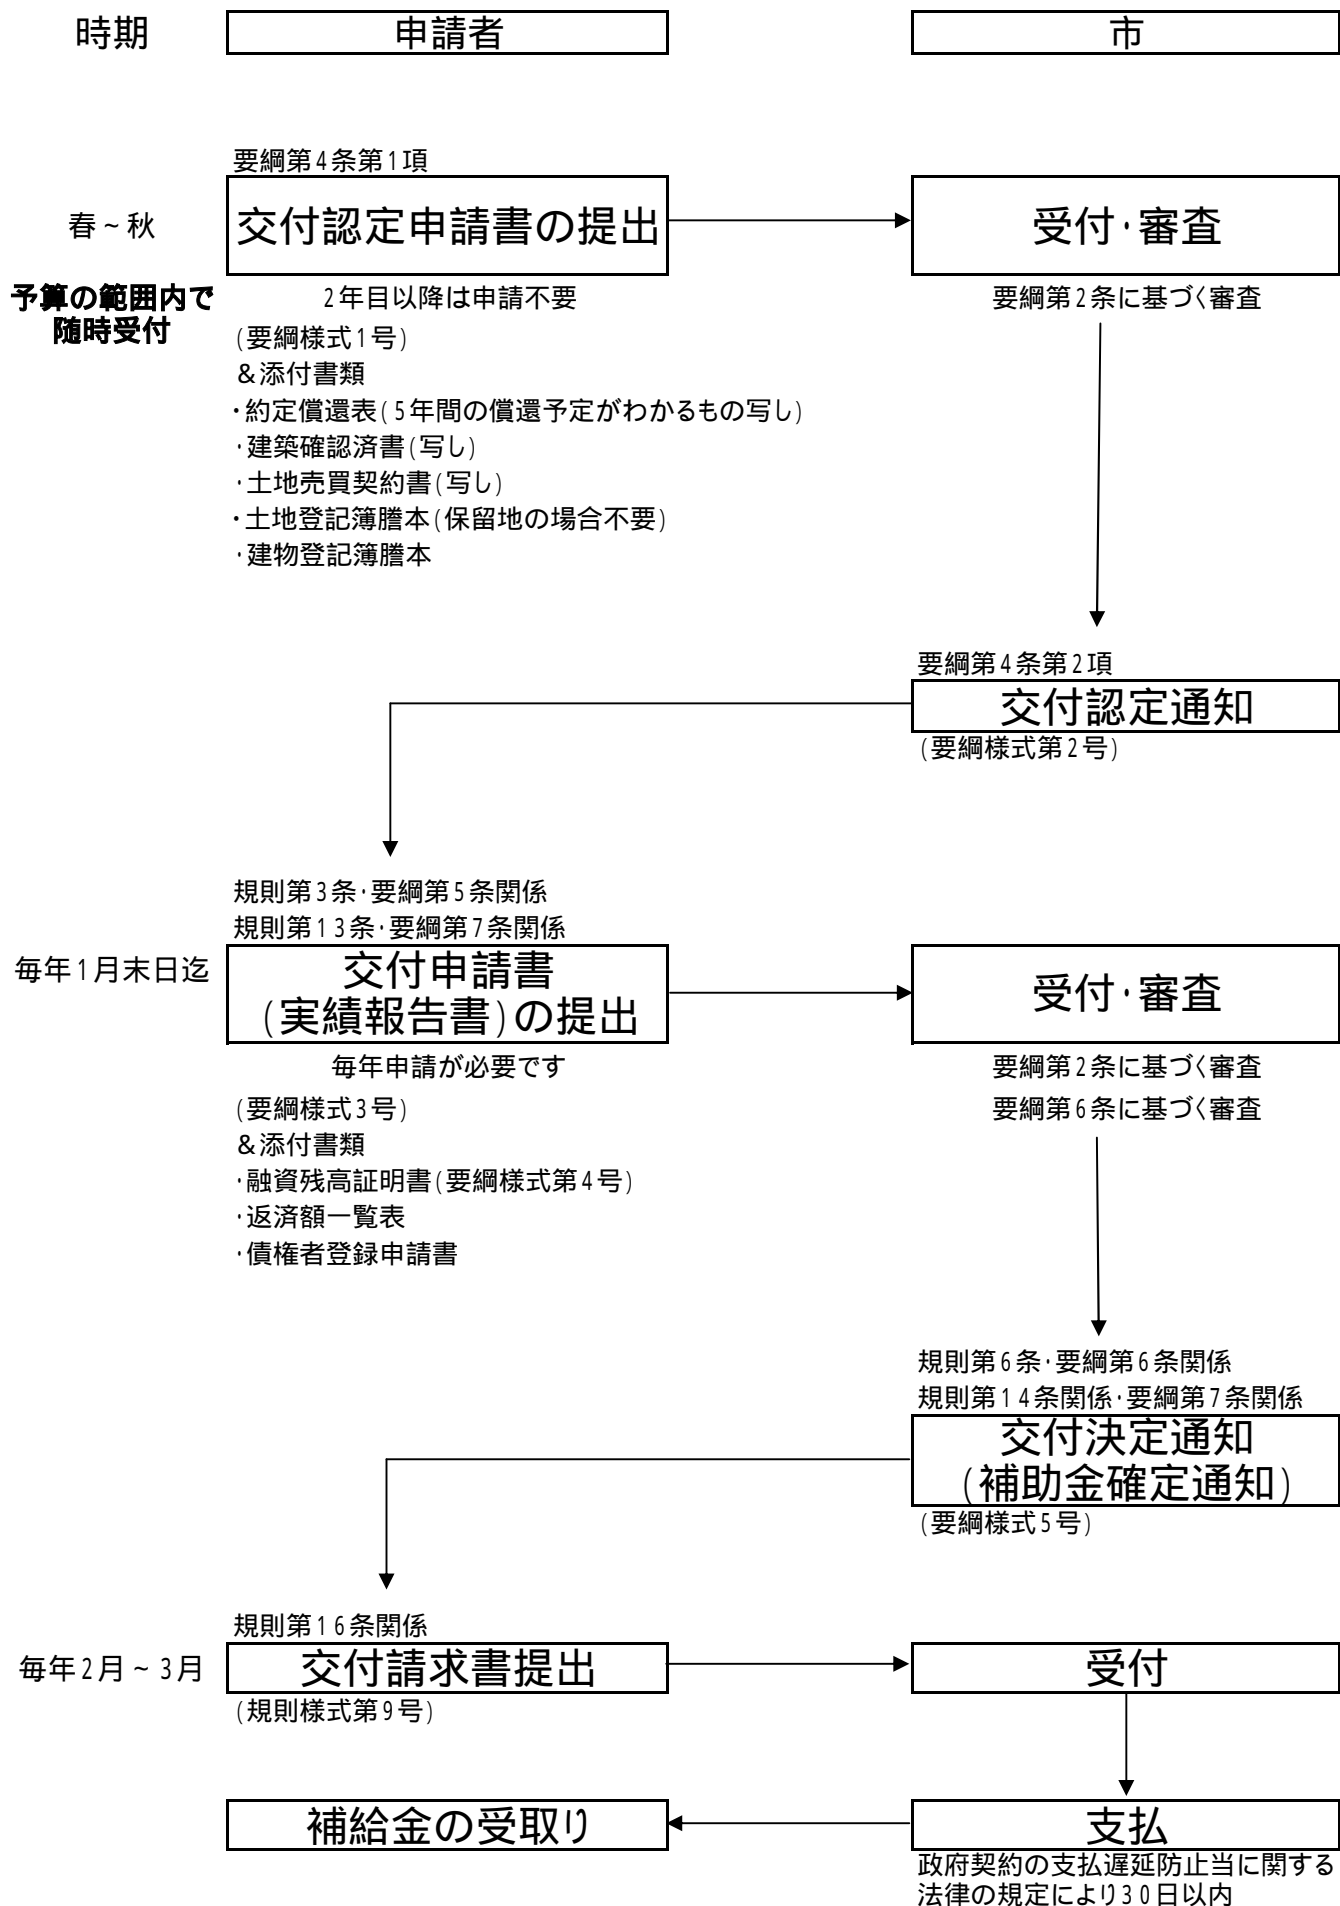 時期
申請者
市
要綱第4条第1項
春～秋
交付認定申請書の提出
受付・審査
予算の範囲内で
随時受付
2年目以降は申請不要
要綱第2条に基づく審査
(要綱様式1号)
＆添付書類
・約定償還表(5年間の償還予定がわかるもの写し)
・建築確認済書(写し)
・土地売買契約書(写し)
・土地登記簿謄本(保留地の場合不要)
・建物登記簿謄本
要綱第4条第2項
交付認定通知
(要綱様式第2号)
規則第3条・要綱第5条関係
規則第13条・要綱第7条関係
毎年1月末日迄
交付申請書
(実績報告書)の提出
受付・審査
毎年申請が必要です
要綱第2条に基づく審査
(要綱様式3号)
要綱第6条に基づく審査
＆添付書類
・融資残高証明書(要綱様式第4号)
・返済額一覧表
・債権者登録申請書
規則第6条・要綱第6条関係
規則第14条関係・要綱第7条関係
交付決定通知
(補助金確定通知)
(要綱様式5号)
規則第16条関係
毎年2月～3月
交付請求書提出
受付
(規則様式第9号)
補給金の受取り
支払
政府契約の支払遅延防止当に関する
法律の規定により30日以内